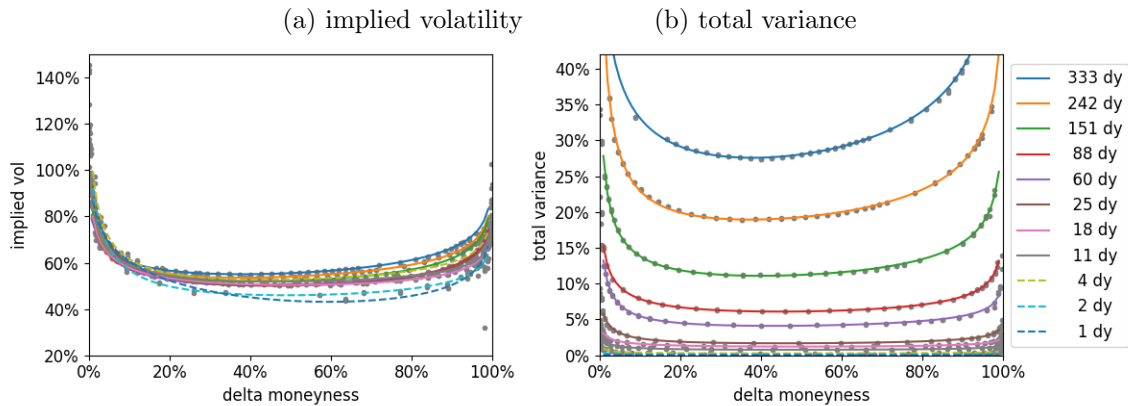 (a) implied volatility
(b) total variance
140%
120%
100%
80%
60%
40%
20%
implied vol
0%
20%
40%
60%
80%
100%
delta moneyness
40%
35%
30%
25%
20%
15%
10%
5%
0%
total variance
0%
20%
40%
60%
80%
100%
delta moneyness
333 dy
242 dy
151 dy
88 dy
60 dy
25 dy
18 dy
11 dy
4 dy
2 dy
1 dy